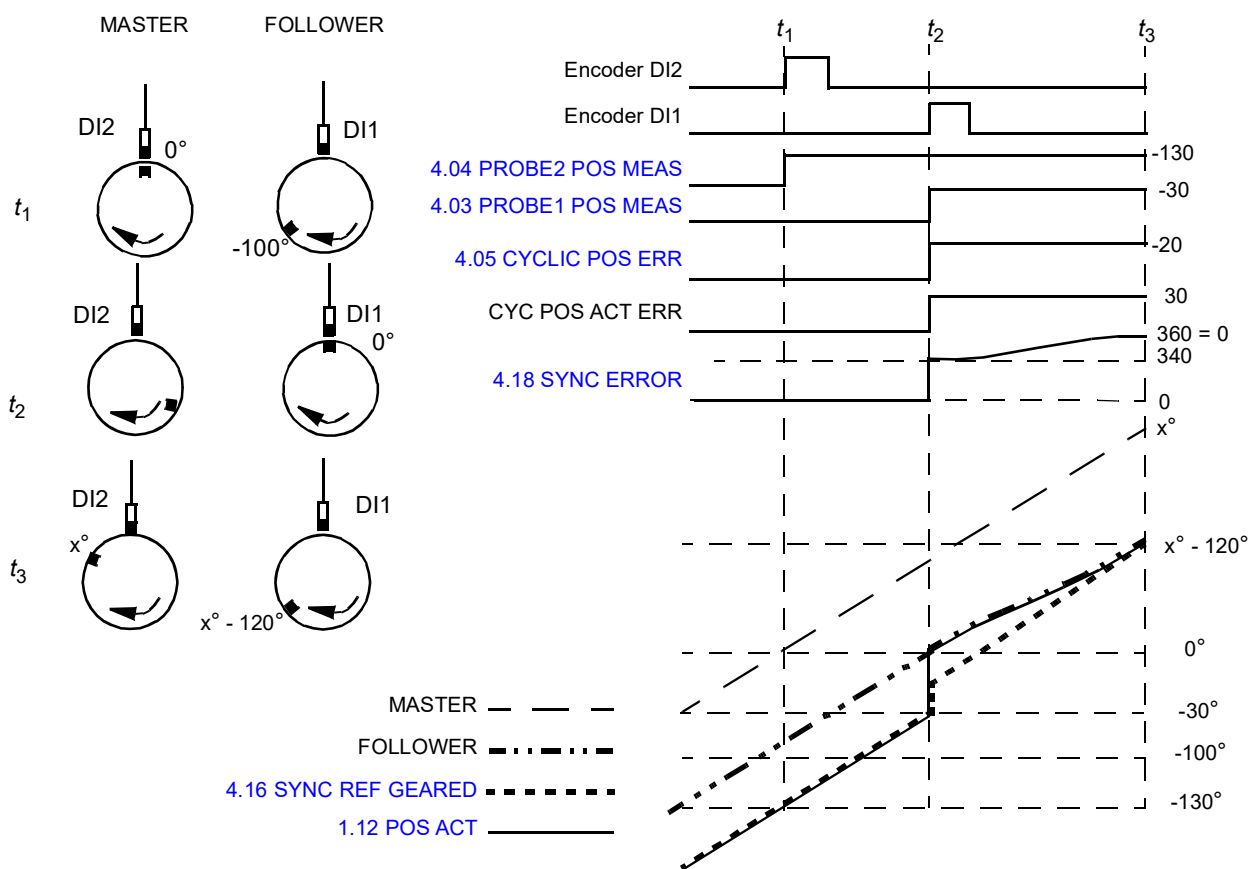 MASTER FOLLOWER
DI2
0°
DI1
t1
-100°
DI2
DI1
0°
t2
DI2
DI1
x°
t3
x° - 120°
t1 t2 t3
Encoder DI2
Encoder DI1
4.04 PROBE2 POS MEAS -130
4.03 PROBE1 POS MEAS -30
4.05 CYCLIC POS ERR -20
CYC POS ACT ERR 30
360 = 0
340
4.18 SYNC ERROR
0
x°
x° - 120°
0°
-30°
-100°
-130°
MASTER
FOLLOWER
4.16 SYNC REF GEARED
1.12 POS ACT